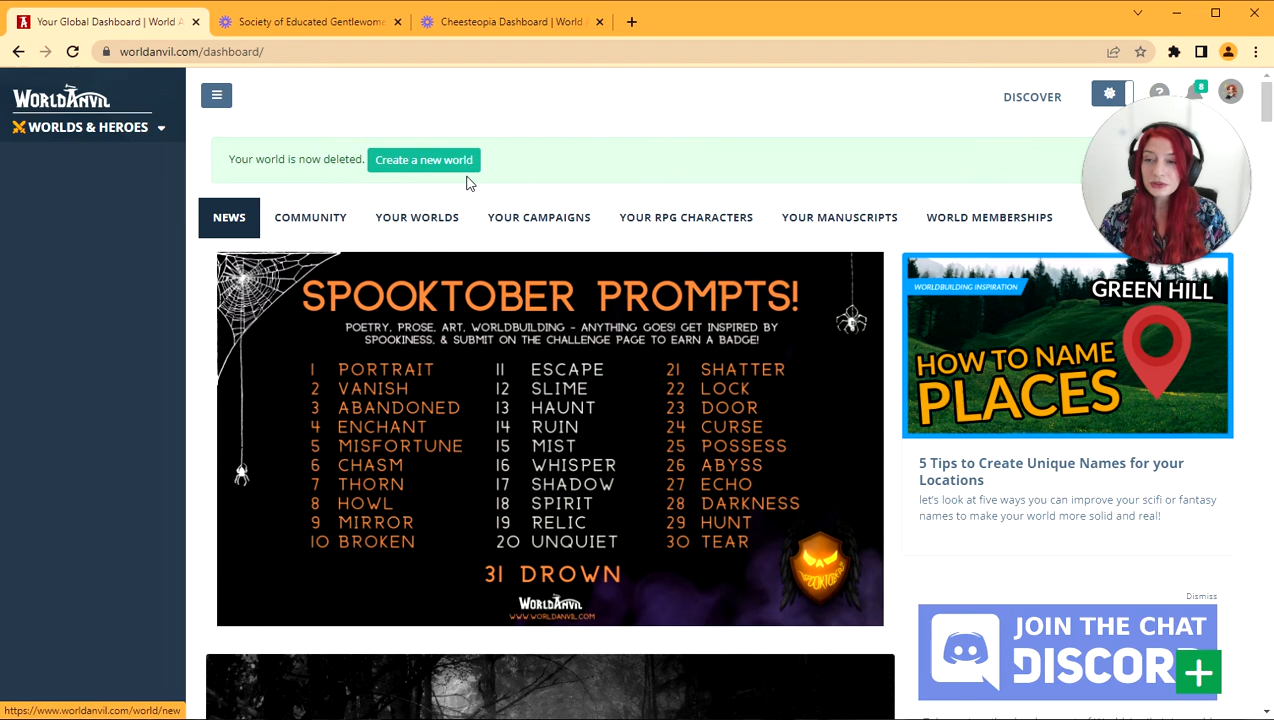 Your Global Dashboard | World A
Society of Educated Gentlewome
Cheesteopia Dashboard | World
worldanvil.com/dashboard/
WORLDANVIL
WORLDS & HEROES
DISCOVER
8
Your world is now deleted. Create a new world
NEWS COMMUNITY YOUR WORLDS YOUR CAMPAIGNS YOUR RPG CHARACTERS YOUR MANUSCRIPTS WORLD MEMBERSHIPS
SPOOKTOBER PROMPTS!
POETRY, PROSE, ART, WORLDBUILDING - ANYTHING GOES! GET INSPIRED BY
SPOOKINESS, & SUBMIT ON THE CHALLENGE PAGE TO EARN A BADGE!
1 PORTRAIT
2 VANISH
3 ABANDONED
4 ENCHANT
5 MISFORTUNE
6 CHASM
7 THORN
8 HOWL
9 MIRROR
10 BROKEN
11 ESCAPE
12 SLIME
13 HAUNT
14 RUIN
15 MIST
16 WHISPER
17 SHADOW
18 SPIRIT
19 RELIC
20 UNQUIET
21 SHATTER
22 LOCK
23 DOOR
24 CURSE
25 POSSESS
26 ABYSS
27 ECHO
28 DARKNESS
29 HUNT
30 TEAR
31 DROWN
WORLDANVIL
WWW.WORLDANVIL.COM
SPOOKTOBER
WORLDBUILDING INSPIRATION
GREEN HILL
HOW TO NAME
PLACES
5 Tips to Create Unique Names for your
Locations
let's look at five ways you can improve your scifi or fantasy
names to make your world more solid and real!
Dismiss
JOIN THE CHAT
DISCORD
https://www.worldanvil.com/world/new